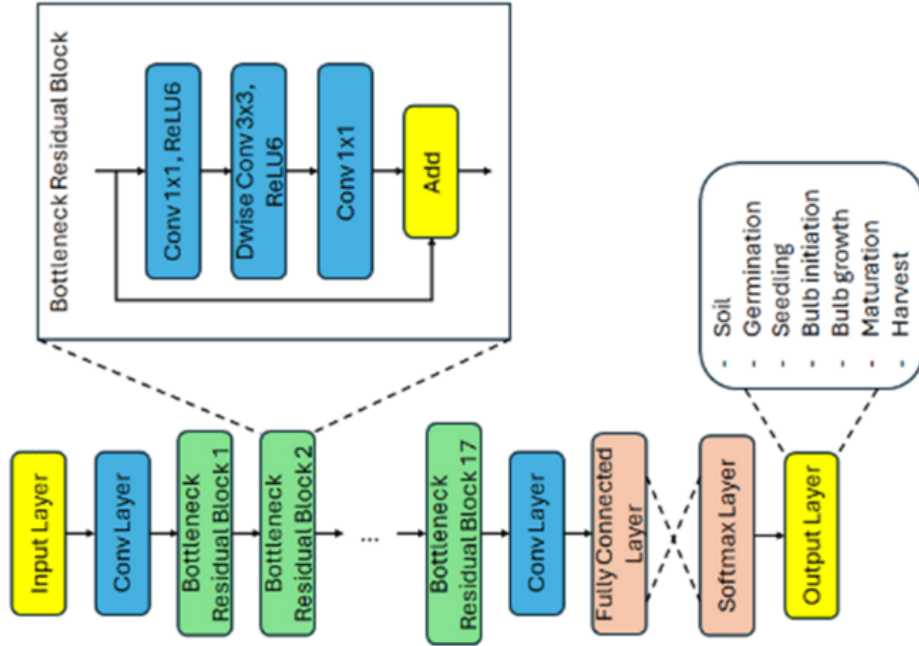 Input Layer
Conv Layer
Bottleneck
Residual Block 1
Bottleneck
Residual Block 2
...
Bottleneck
Residual Block 17
Conv Layer
Fully Connected
Layer
Softmax Layer
Output Layer
Bottleneck Residual Block
Conv 1x1, ReLU6
Dwise Conv 3x3,
ReLU6
Conv 1x1
Add
- Soil
- Germination
- Seedling
- Bulb initiation
- Bulb growth
- Maturation
- Harvest